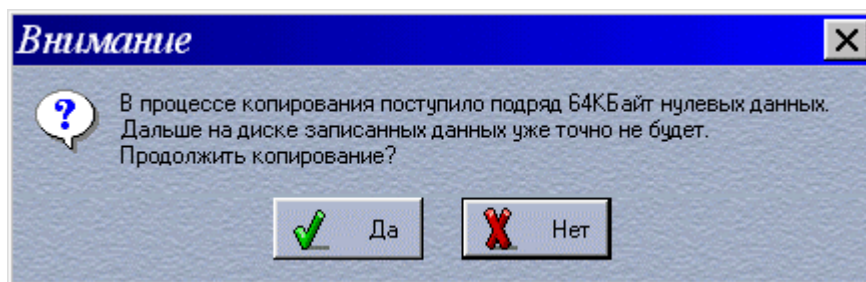 Внимание
В процессе копирования поступило подряд 64КБайт нулевых данных.
Дальше на диске записанных данных уже точно не будет.
Продолжить копирование?
Да
Нет